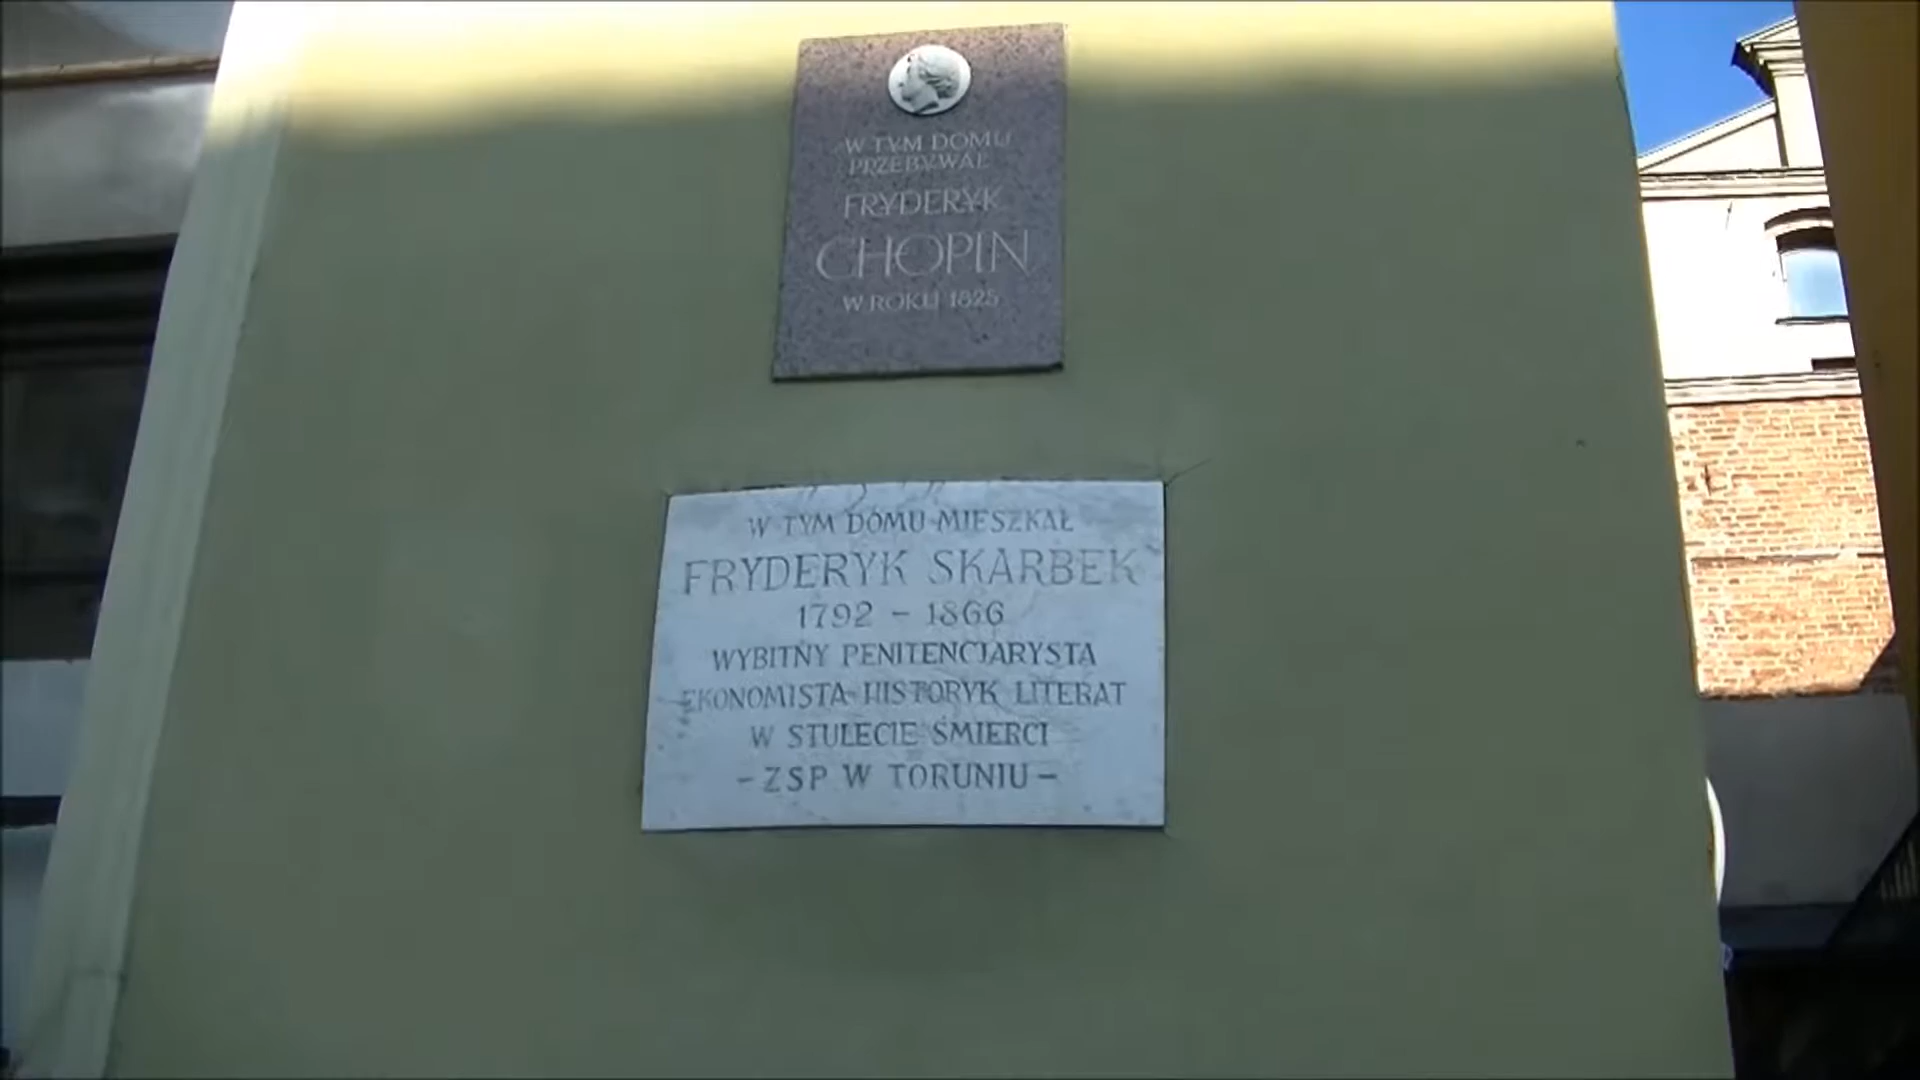 W TYM DOMU
PRZEBYWAŁ
FRYDERYK
CHOPIN
W ROKU 1825
W TYM DOMU MIESZKAŁ
FRYDERYK SKARBEK
1792 – 1866
WYBITNY PENITENCJARYSTA
EKONOMISTA HISTORYK LITERAT
W STULECIE ŚMIERCI
– ZSP W TORUNIU –